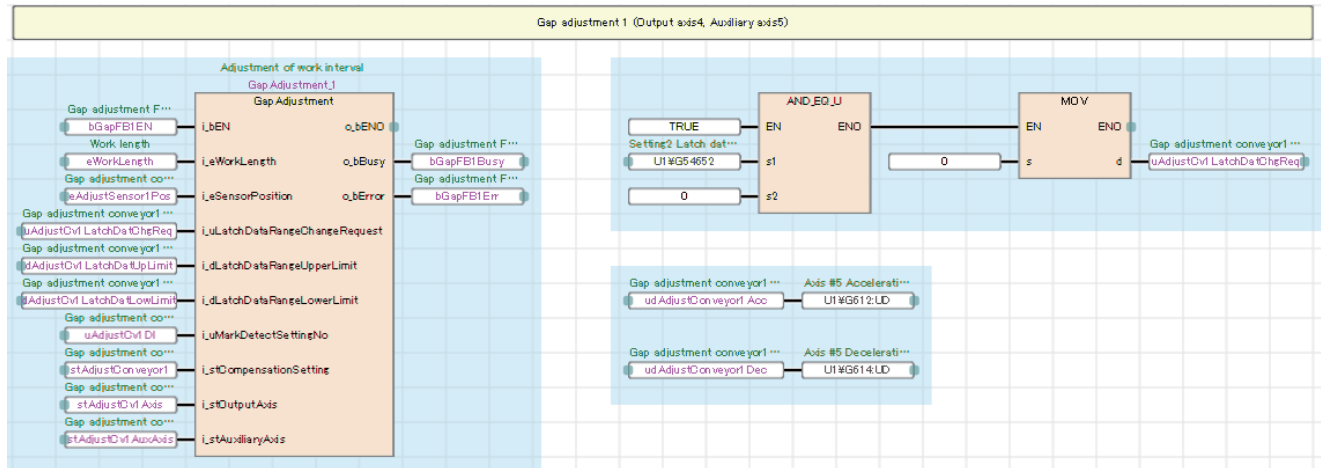 Gap adjustment 1 (Output axis4, Auxiliary axis5)
Adjustment of work interval
Gap Adjustment_1
Gap Adjustment
Gap adjustment F…
bGapFB1EN
i_bEN
o_bENO
Work length
eWorkLength
i_eWorkLength
o_bBusy
Gap adjustment F…
bGapFB1Busy
Gap adjustment co…
eAdjustSensor1Pos
i_eSensorPosition
o_bError
Gap adjustment F…
bGapFB1Err
Gap adjustment conveyor1 …
uAdjustCv1LatchDatChgReq
i_uLatchDataRangeChangeRequest
Gap adjustment conveyor1 …
dAdjustCv1LatchDatUpLimit
i_dLatchDataRangeUpperLimit
Gap adjustment conveyor1 …
dAdjustCv1LatchDatLowLimit
i_dLatchDataRangeLowerLimit
Gap adjustment co…
uAdjustCv1DI
i_uMarkDetectSettingNo
Gap adjustment co…
stAdjustConveyor1
i_stCompensationSetting
Gap adjustment co…
stAdjustCv1Axis
i_stOutputAxis
Gap adjustment co…
stAdjustCv1AuxAxis
i_stAuxiliaryAxis
AND_EQ_U
TRUE
EN
ENO
Setting2 Latch dat…
U1¥G54652
s1
0
s2
MOV
EN
ENO
0
s
d
Gap adjustment conveyor1 …
uAdjustCv1LatchDatChgReq
Gap adjustment conveyor1 …
udAdjustConveyor1Acc
Axis #5 Accelerati…
U1¥G612:UD
Gap adjustment conveyor1 …
udAdjustConveyor1Dec
Axis #5 Decelerati…
U1¥G614:UD